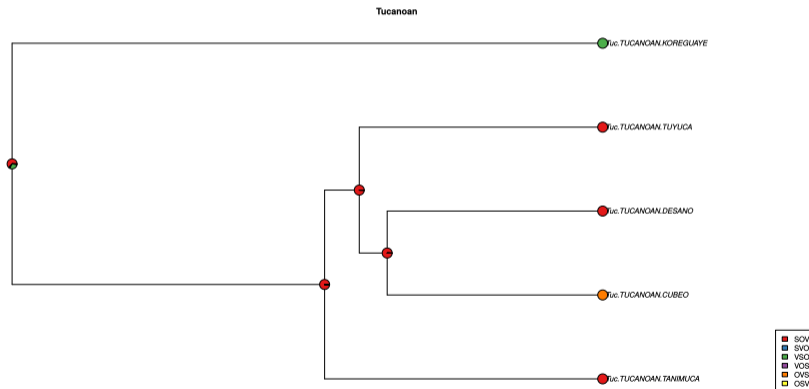 Tucanoan
Tuc.TUCANOAN.KOREGUAYE
Tuc.TUCANOAN.TUYUCA
Tuc.TUCANOAN.DESANO
Tuc.TUCANOAN.CUBEO
Tuc.TUCANOAN.TANIMUCA
SOV
SVO
VSO
VOS
OVS
OSV